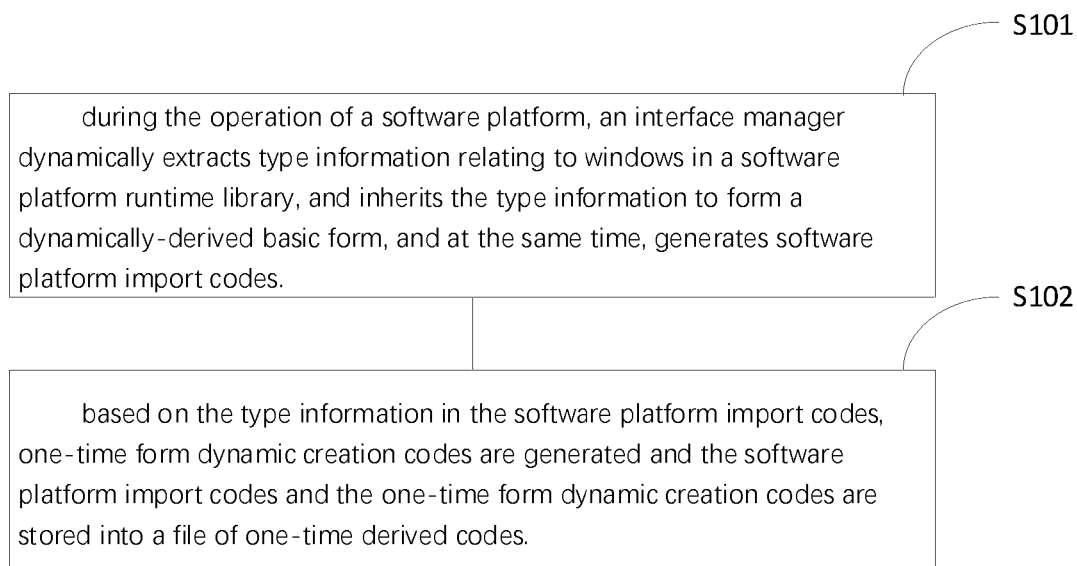 S101
during the operation of a software platform, an interface manager
dynamically extracts type information relating to windows in a software
platform runtime library, and inherits the type information to form a
dynamically-derived basic form, and at the same time, generates software
platform import codes.
S102
based on the type information in the software platform import codes,
one-time form dynamic creation codes are generated and the software
platform import codes and the one-time form dynamic creation codes are
stored into a file of one-time derived codes.